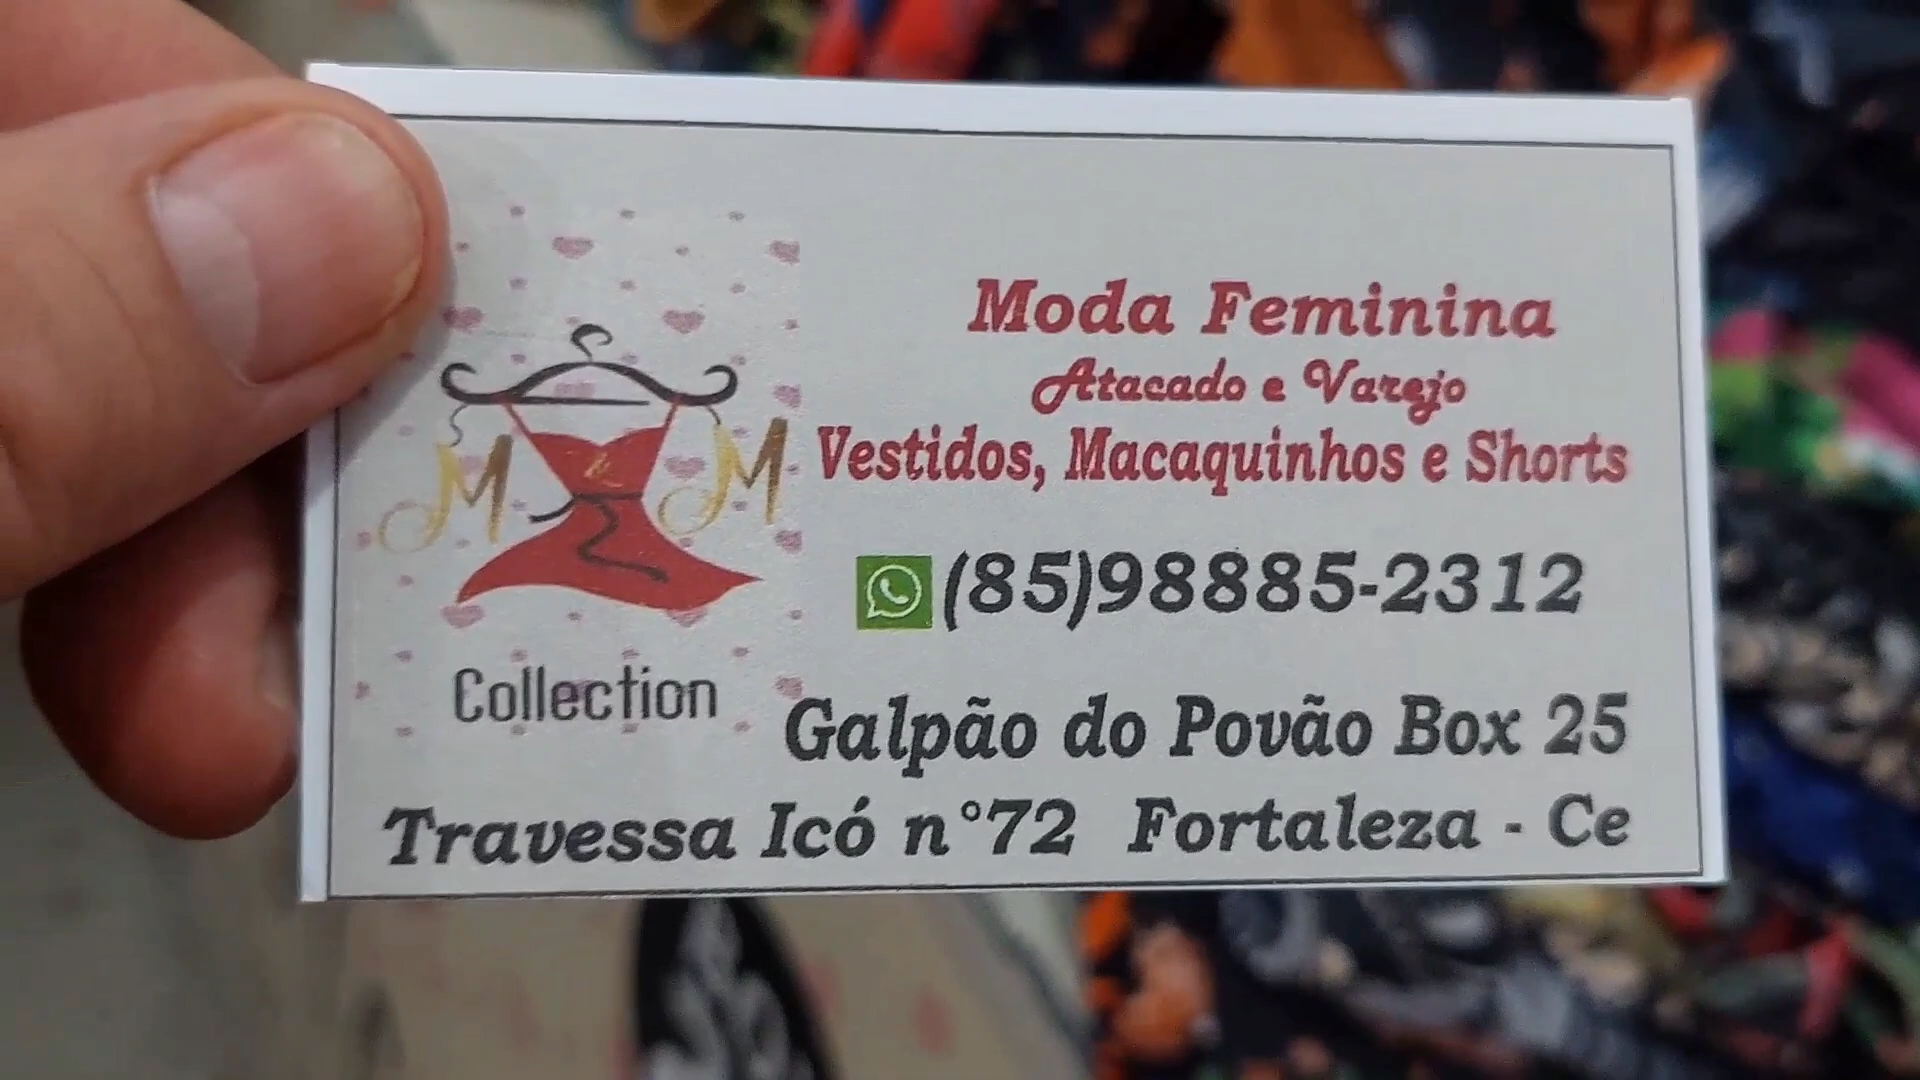 M & M
Collection
Moda Feminina
Atacado e Varejo
Vestidos, Macaquinhos e Shorts
(85)98885-2312
Galpão do Povão Box 25
Travessa Icó n°72 Fortaleza - Ce